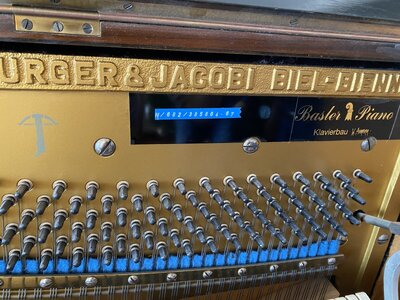 URGER & JACOBI BIEL-BIENN
Basler Piano
Klavierbau